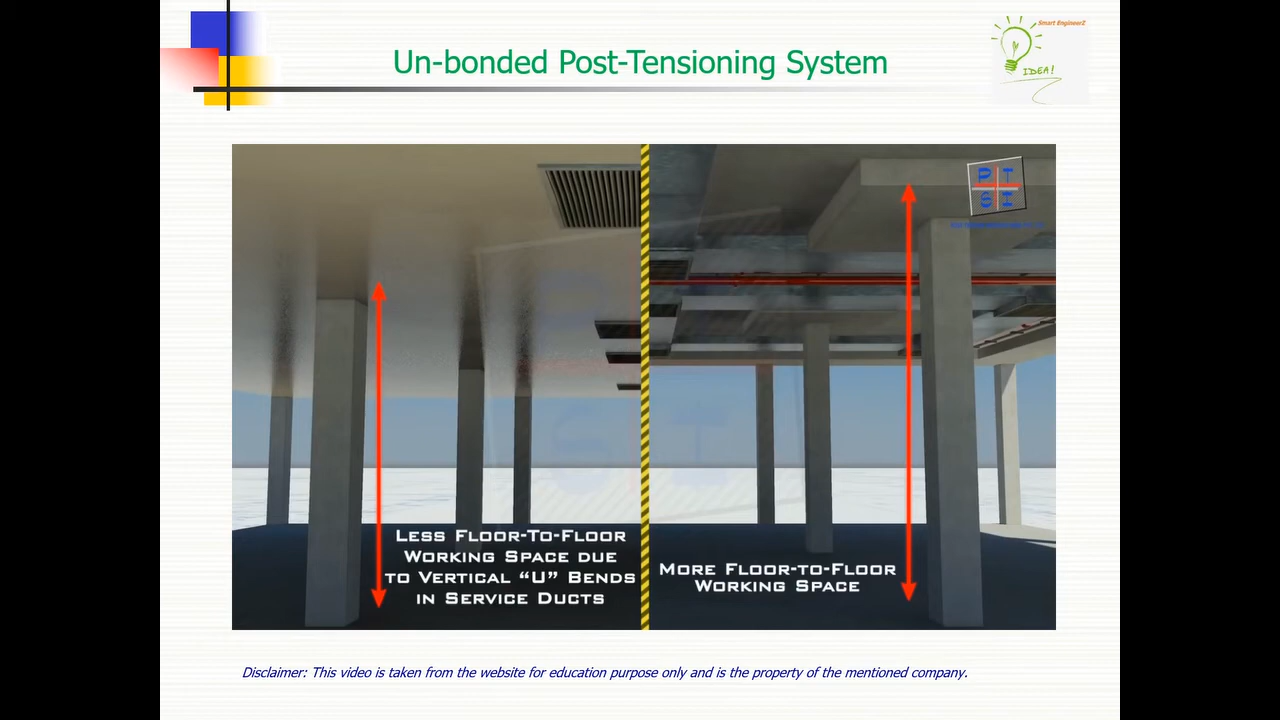 Smart EngineerZ
IDEA!
Un-bonded Post-Tensioning System
P T
S I
LESS FLOOR-TO-FLOOR
WORKING SPACE DUE
TO VERTICAL “U” BENDS
IN SERVICE DUCTS
MORE FLOOR-TO-FLOOR
WORKING SPACE
Disclaimer: This video is taken from the website for education purpose only and is the property of the mentioned company.